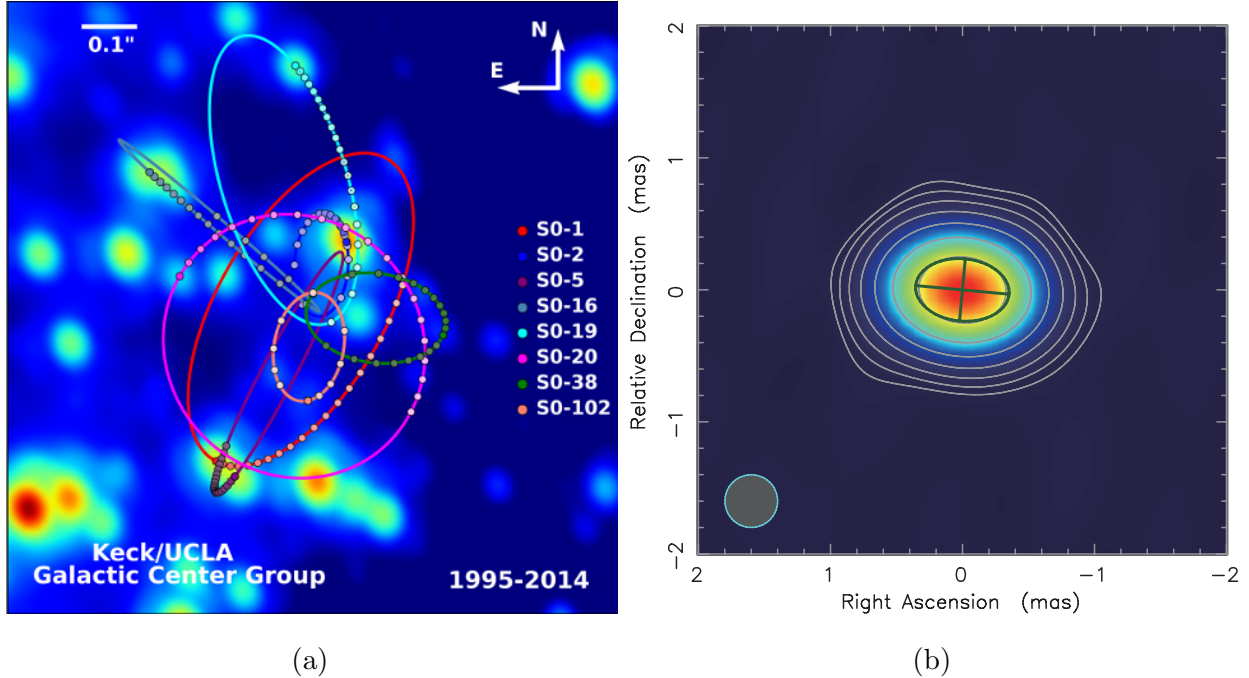 0.1"
N
E
S0-1
S0-2
S0-5
S0-16
S0-19
S0-20
S0-38
S0-102
Keck/UCLA
Galactic Center Group
1995-2014
(a)
2
1
0
−1
−2
Relative Declination (mas)
2
1
0
−1
−2
Right Ascension (mas)
(b)